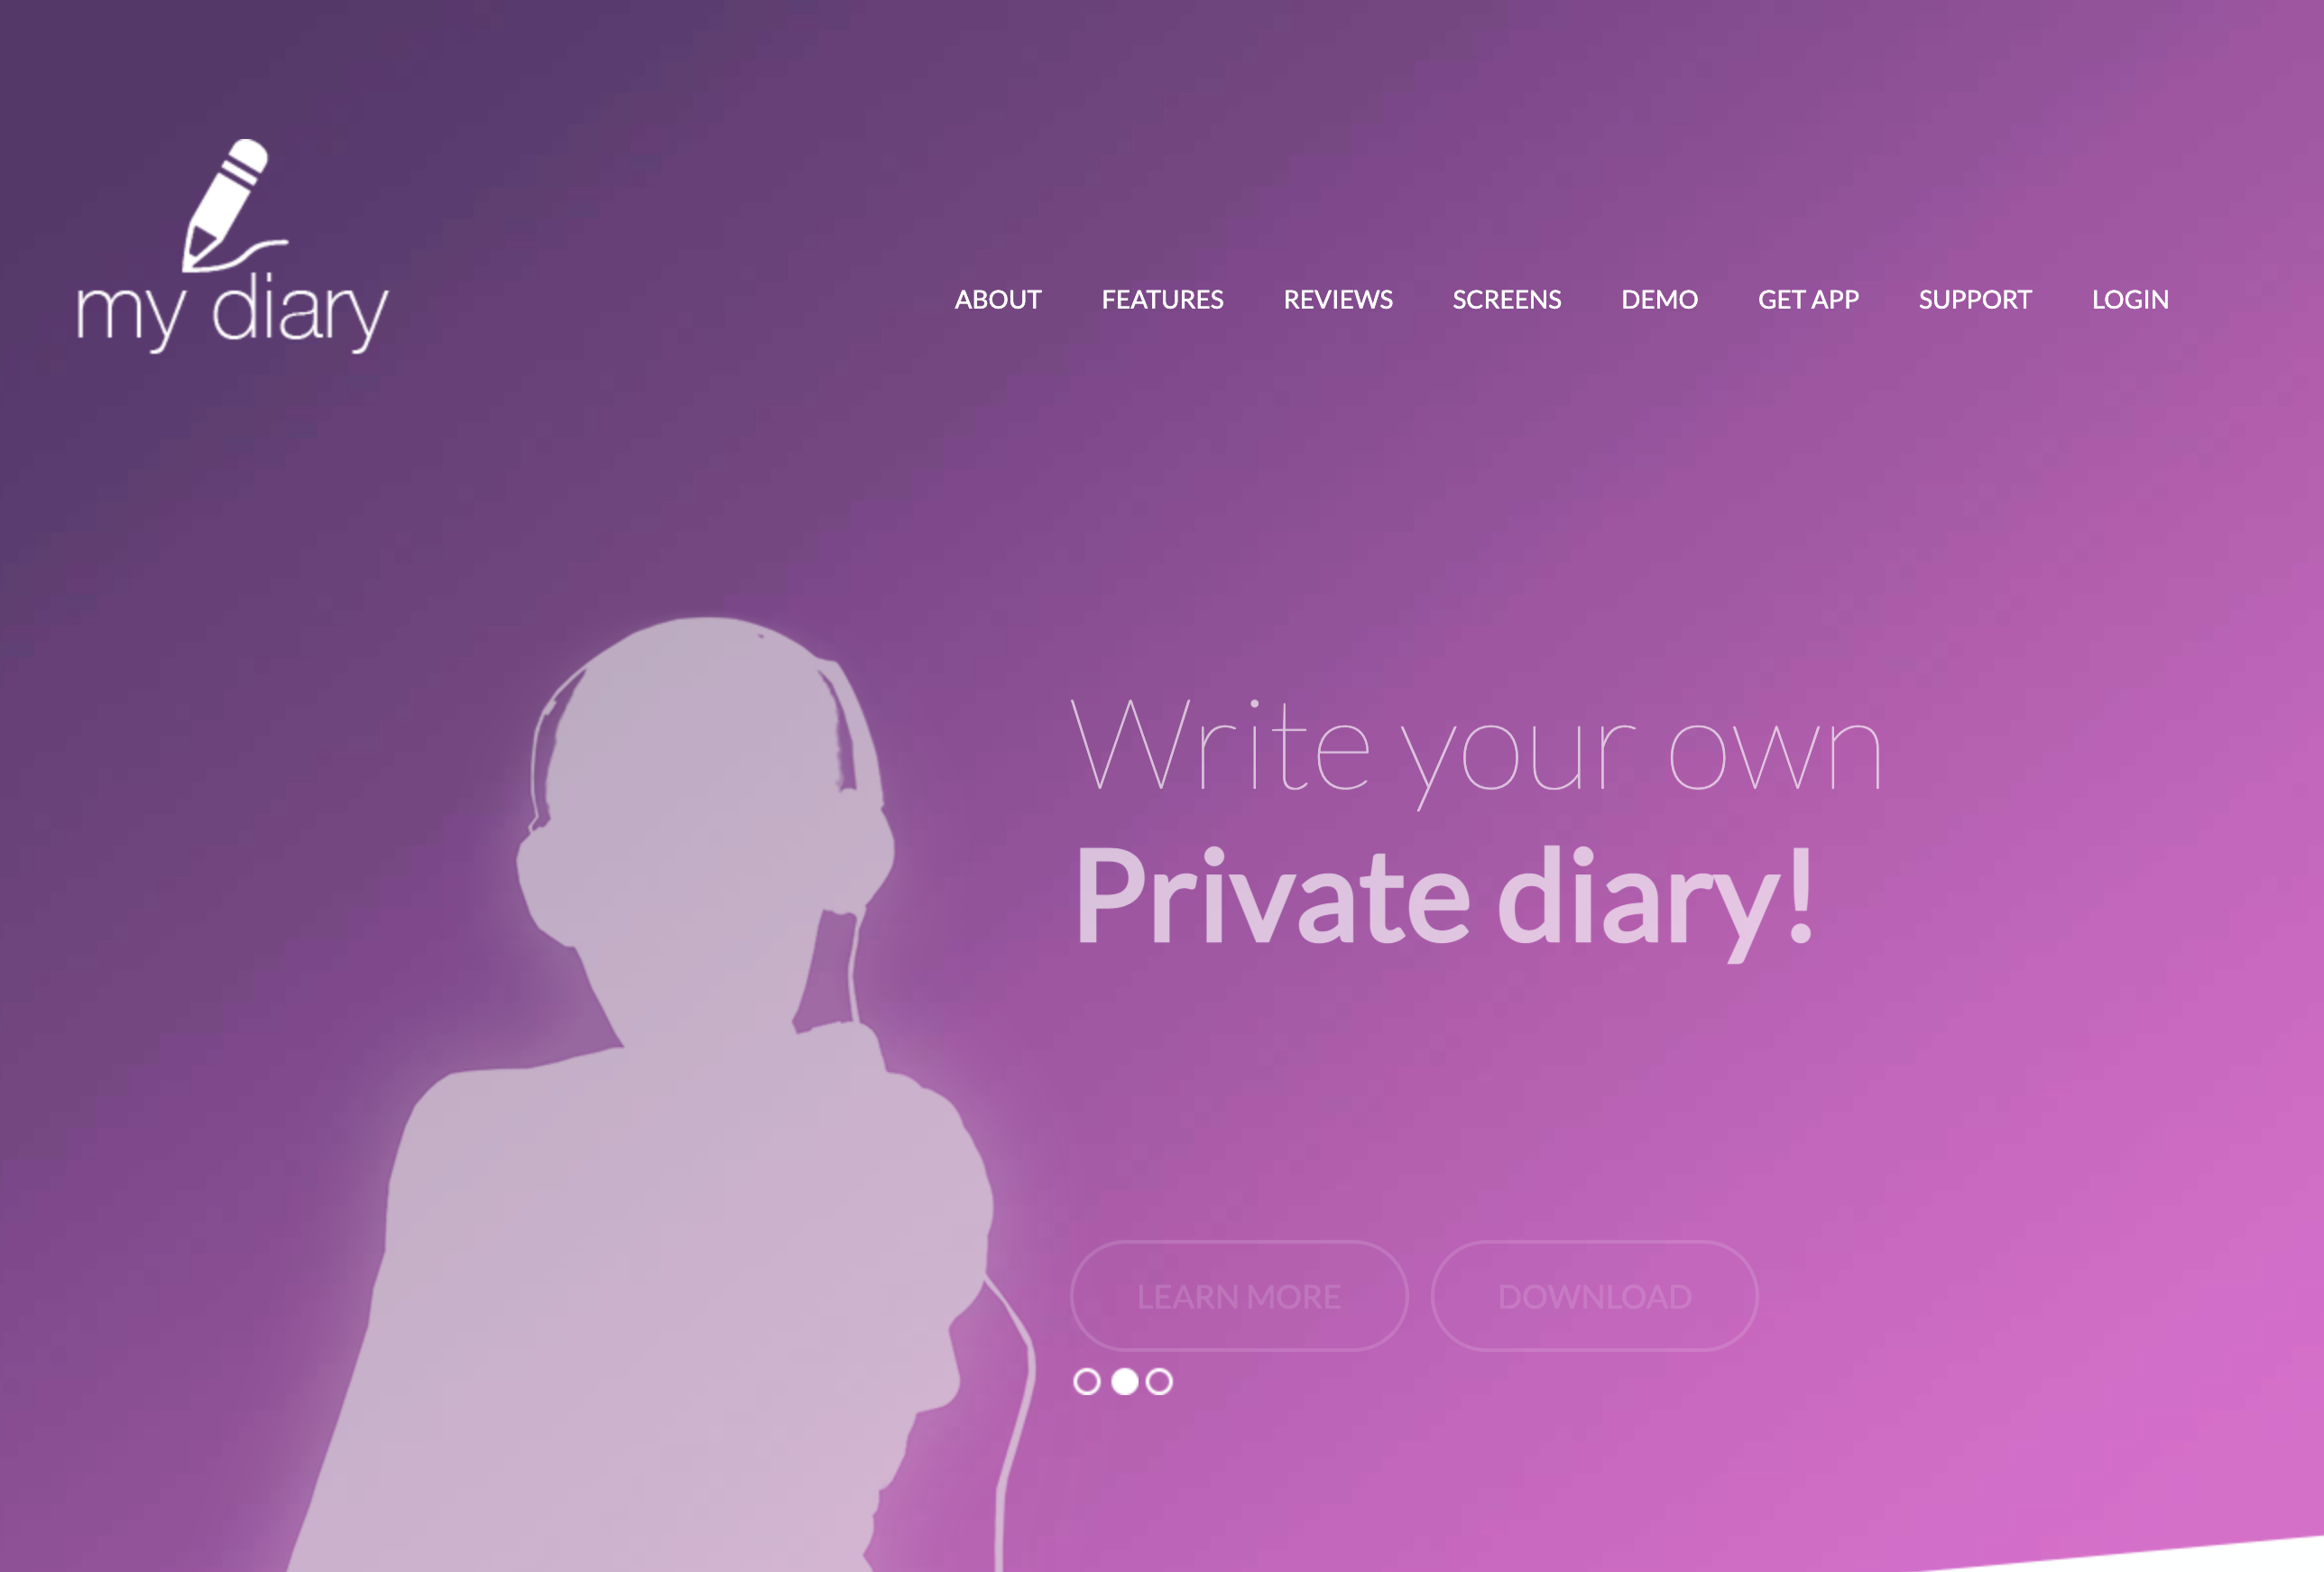 my diary
ABOUT FEATURES REVIEWS SCREENS DEMO GET APP SUPPORT LOGIN
Write your own
Private diary!
LEARN MORE DOWNLOAD